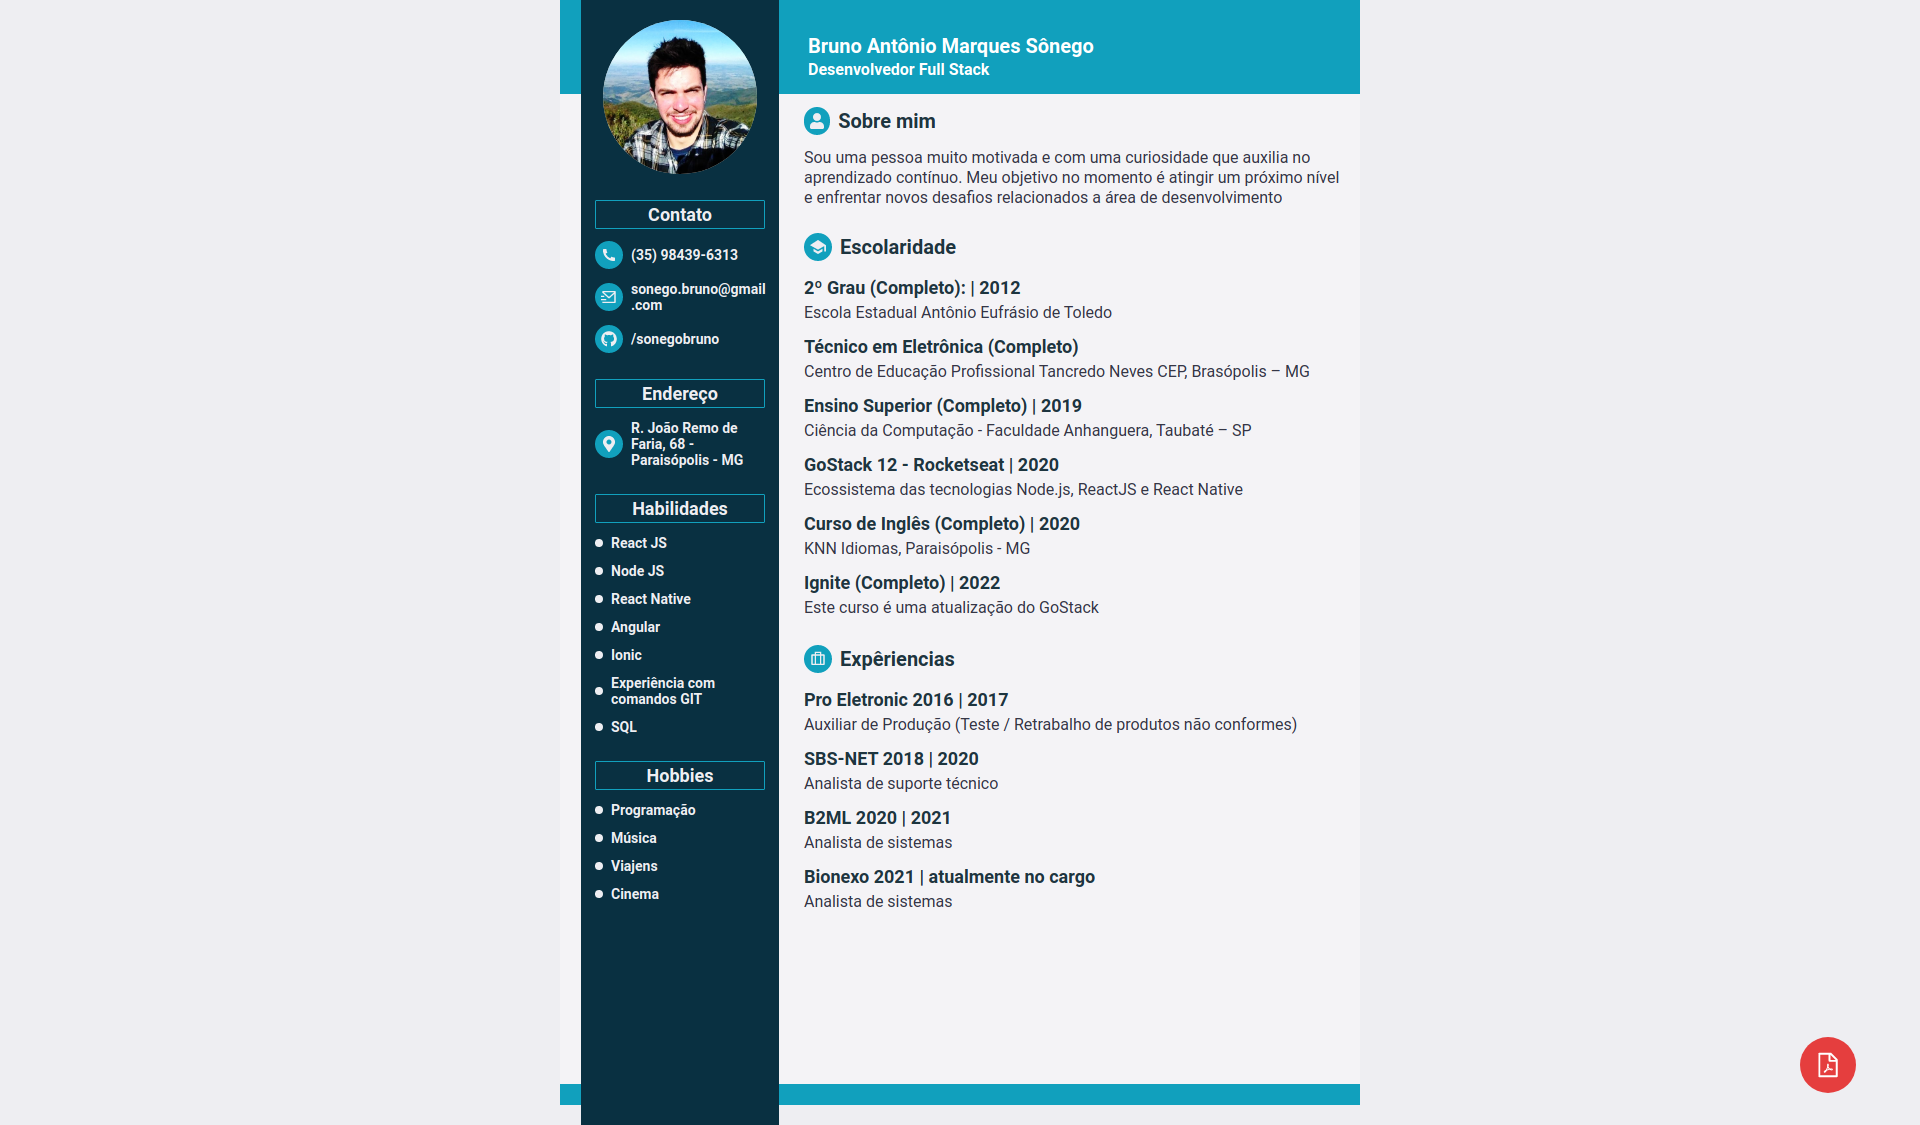 Bruno Antônio Marques Sônego
Desenvolvedor Full Stack
Contato
(35) 98439-6313
sonego.bruno@gmail
.com
/sonegobruno
Endereço
R. João Remo de
Faria, 68 -
Paraisópolis - MG
Habilidades
React JS
Node JS
React Native
Angular
Ionic
Experiência com
comandos GIT
SQL
Hobbies
Programação
Música
Viajens
Cinema
Sobre mim
Sou uma pessoa muito motivada e com uma curiosidade que auxilia no
aprendizado contínuo. Meu objetivo no momento é atingir um próximo nível
e enfrentar novos desafios relacionados a área de desenvolvimento
Escolaridade
2º Grau (Completo): | 2012
Escola Estadual Antônio Eufrásio de Toledo
Técnico em Eletrônica (Completo)
Centro de Educação Profissional Tancredo Neves CEP, Brasópolis – MG
Ensino Superior (Completo) | 2019
Ciência da Computação - Faculdade Anhanguera, Taubaté – SP
GoStack 12 - Rocketseat | 2020
Ecossistema das tecnologias Node.js, ReactJS e React Native
Curso de Inglês (Completo) | 2020
KNN Idiomas, Paraisópolis - MG
Ignite (Completo) | 2022
Este curso é uma atualização do GoStack
Expêriencias
Pro Eletronic 2016 | 2017
Auxiliar de Produção (Teste / Retrabalho de produtos não conformes)
SBS-NET 2018 | 2020
Analista de suporte técnico
B2ML 2020 | 2021
Analista de sistemas
Bionexo 2021 | atualmente no cargo
Analista de sistemas